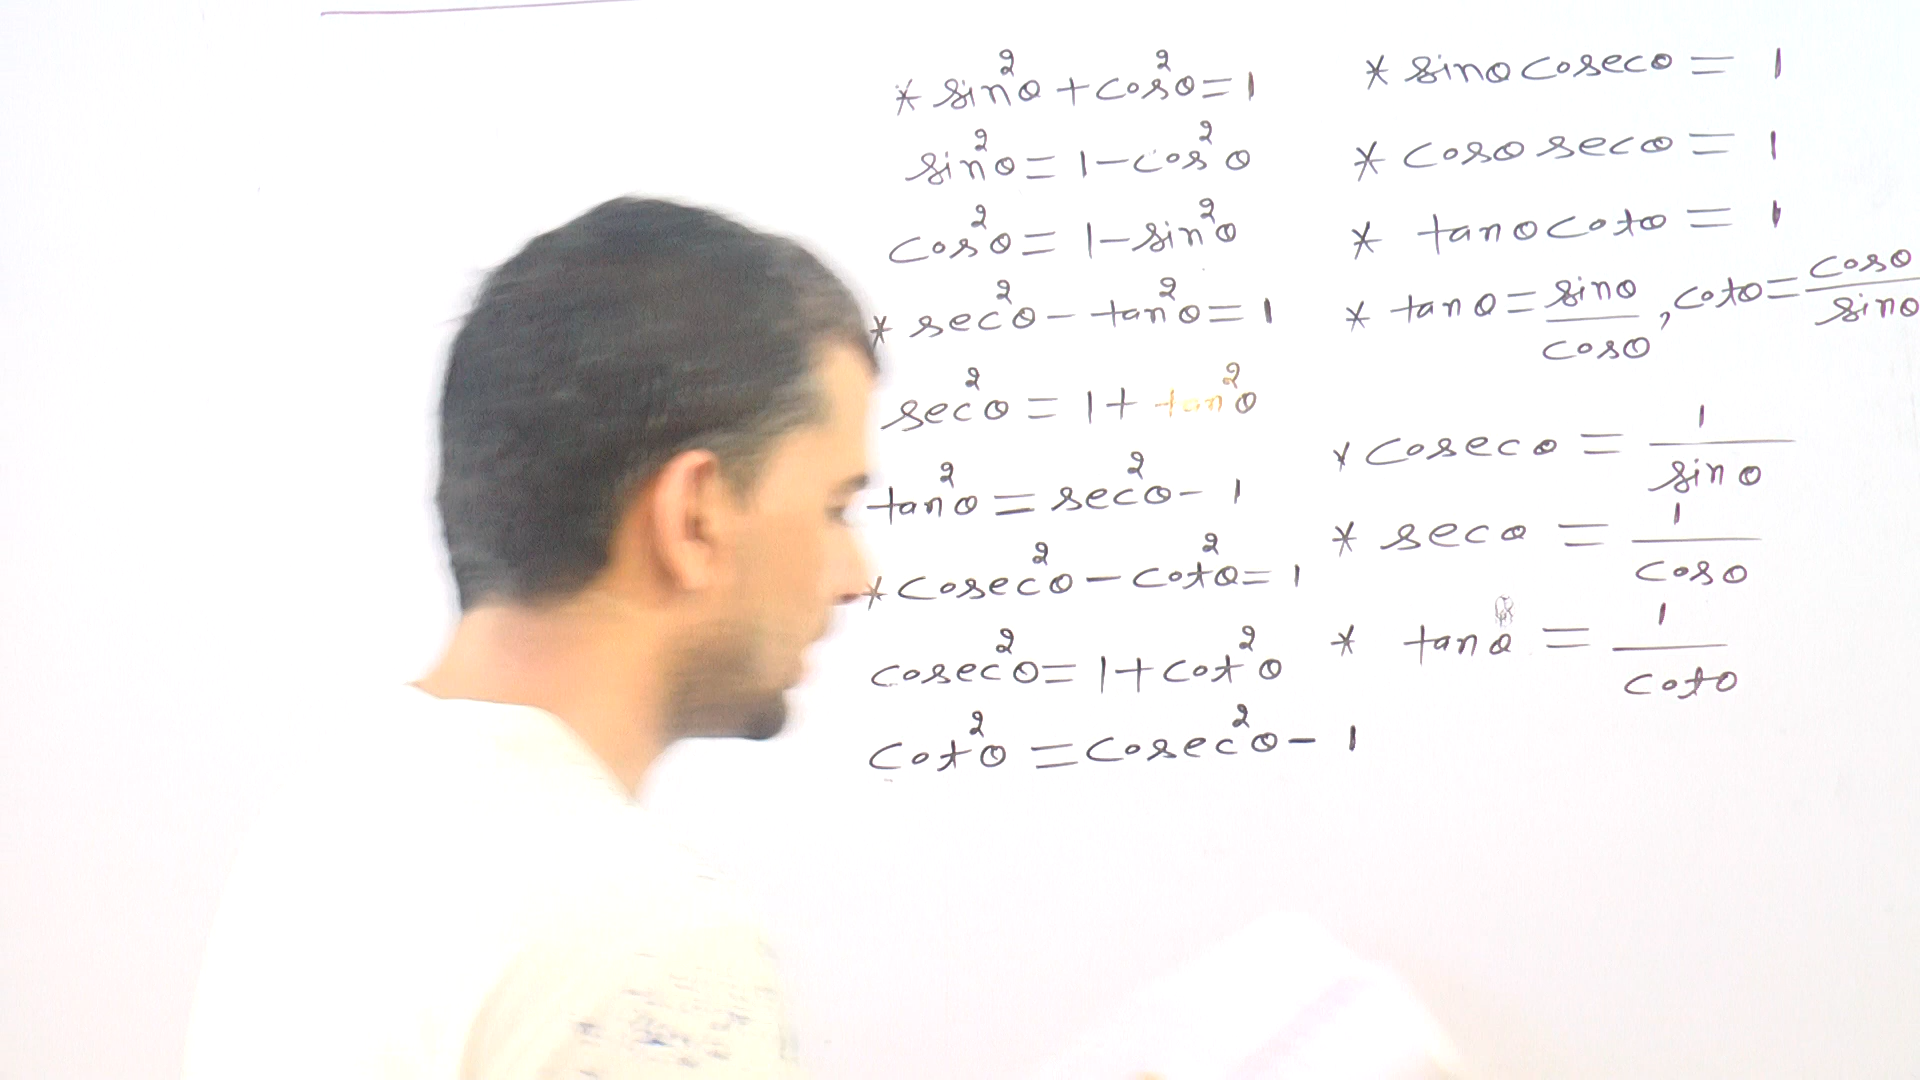 * sin²θ + cos²θ = 1
sin²θ = 1 - cos²θ
cos²θ = 1 - sin²θ
* sec²θ - tan²θ = 1
sec²θ = 1 + tan²θ
tan²θ = sec²θ - 1
* cosec²θ - cot²θ = 1
cosec²θ = 1 + cot²θ
cot²θ = cosec²θ - 1
* sinθ cosecθ = 1
* cosθ secθ = 1
* tanθ cotθ = 1
* tanθ = sinθ/cosθ, cotθ = cosθ/sinθ
* cosecθ = 1/sinθ
* secθ = 1/cosθ
* tanθ = 1/cotθ